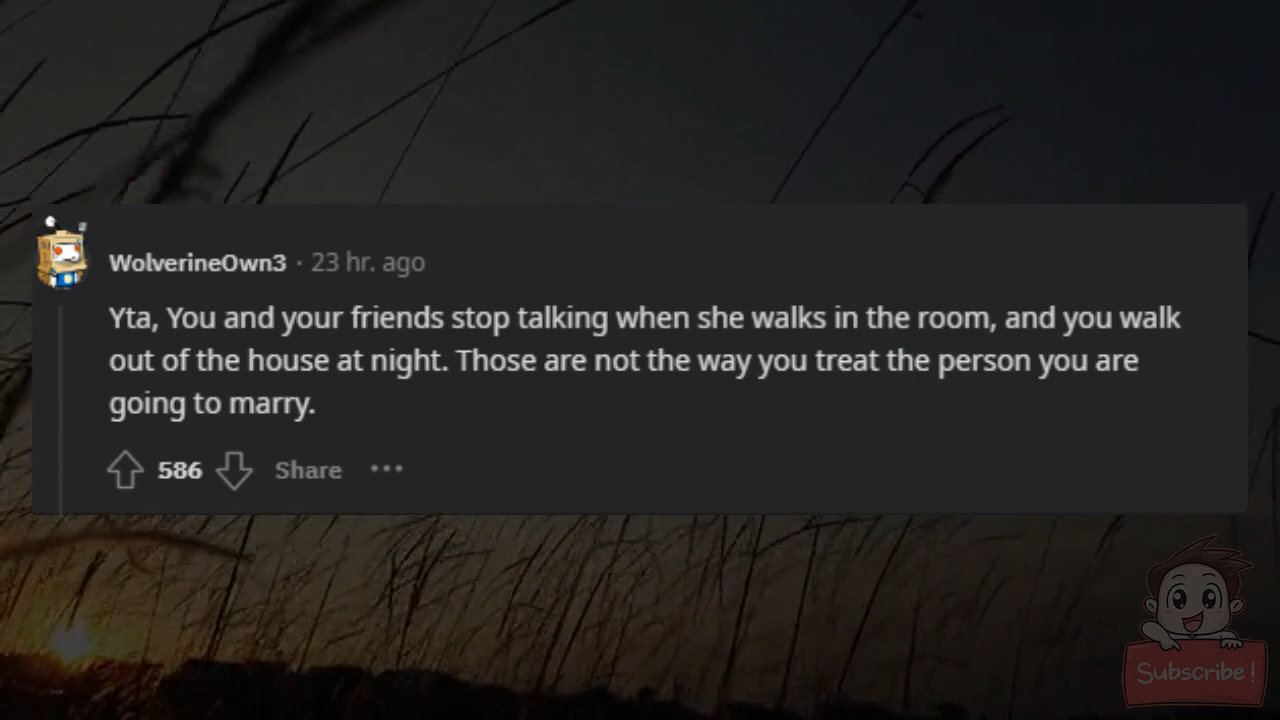 WolverineOwn3 · 23 hr. ago
Yta, You and your friends stop talking when she walks in the room, and you walk
out of the house at night. Those are not the way you treat the person you are
going to marry.
586 Share •••
Subscribe!